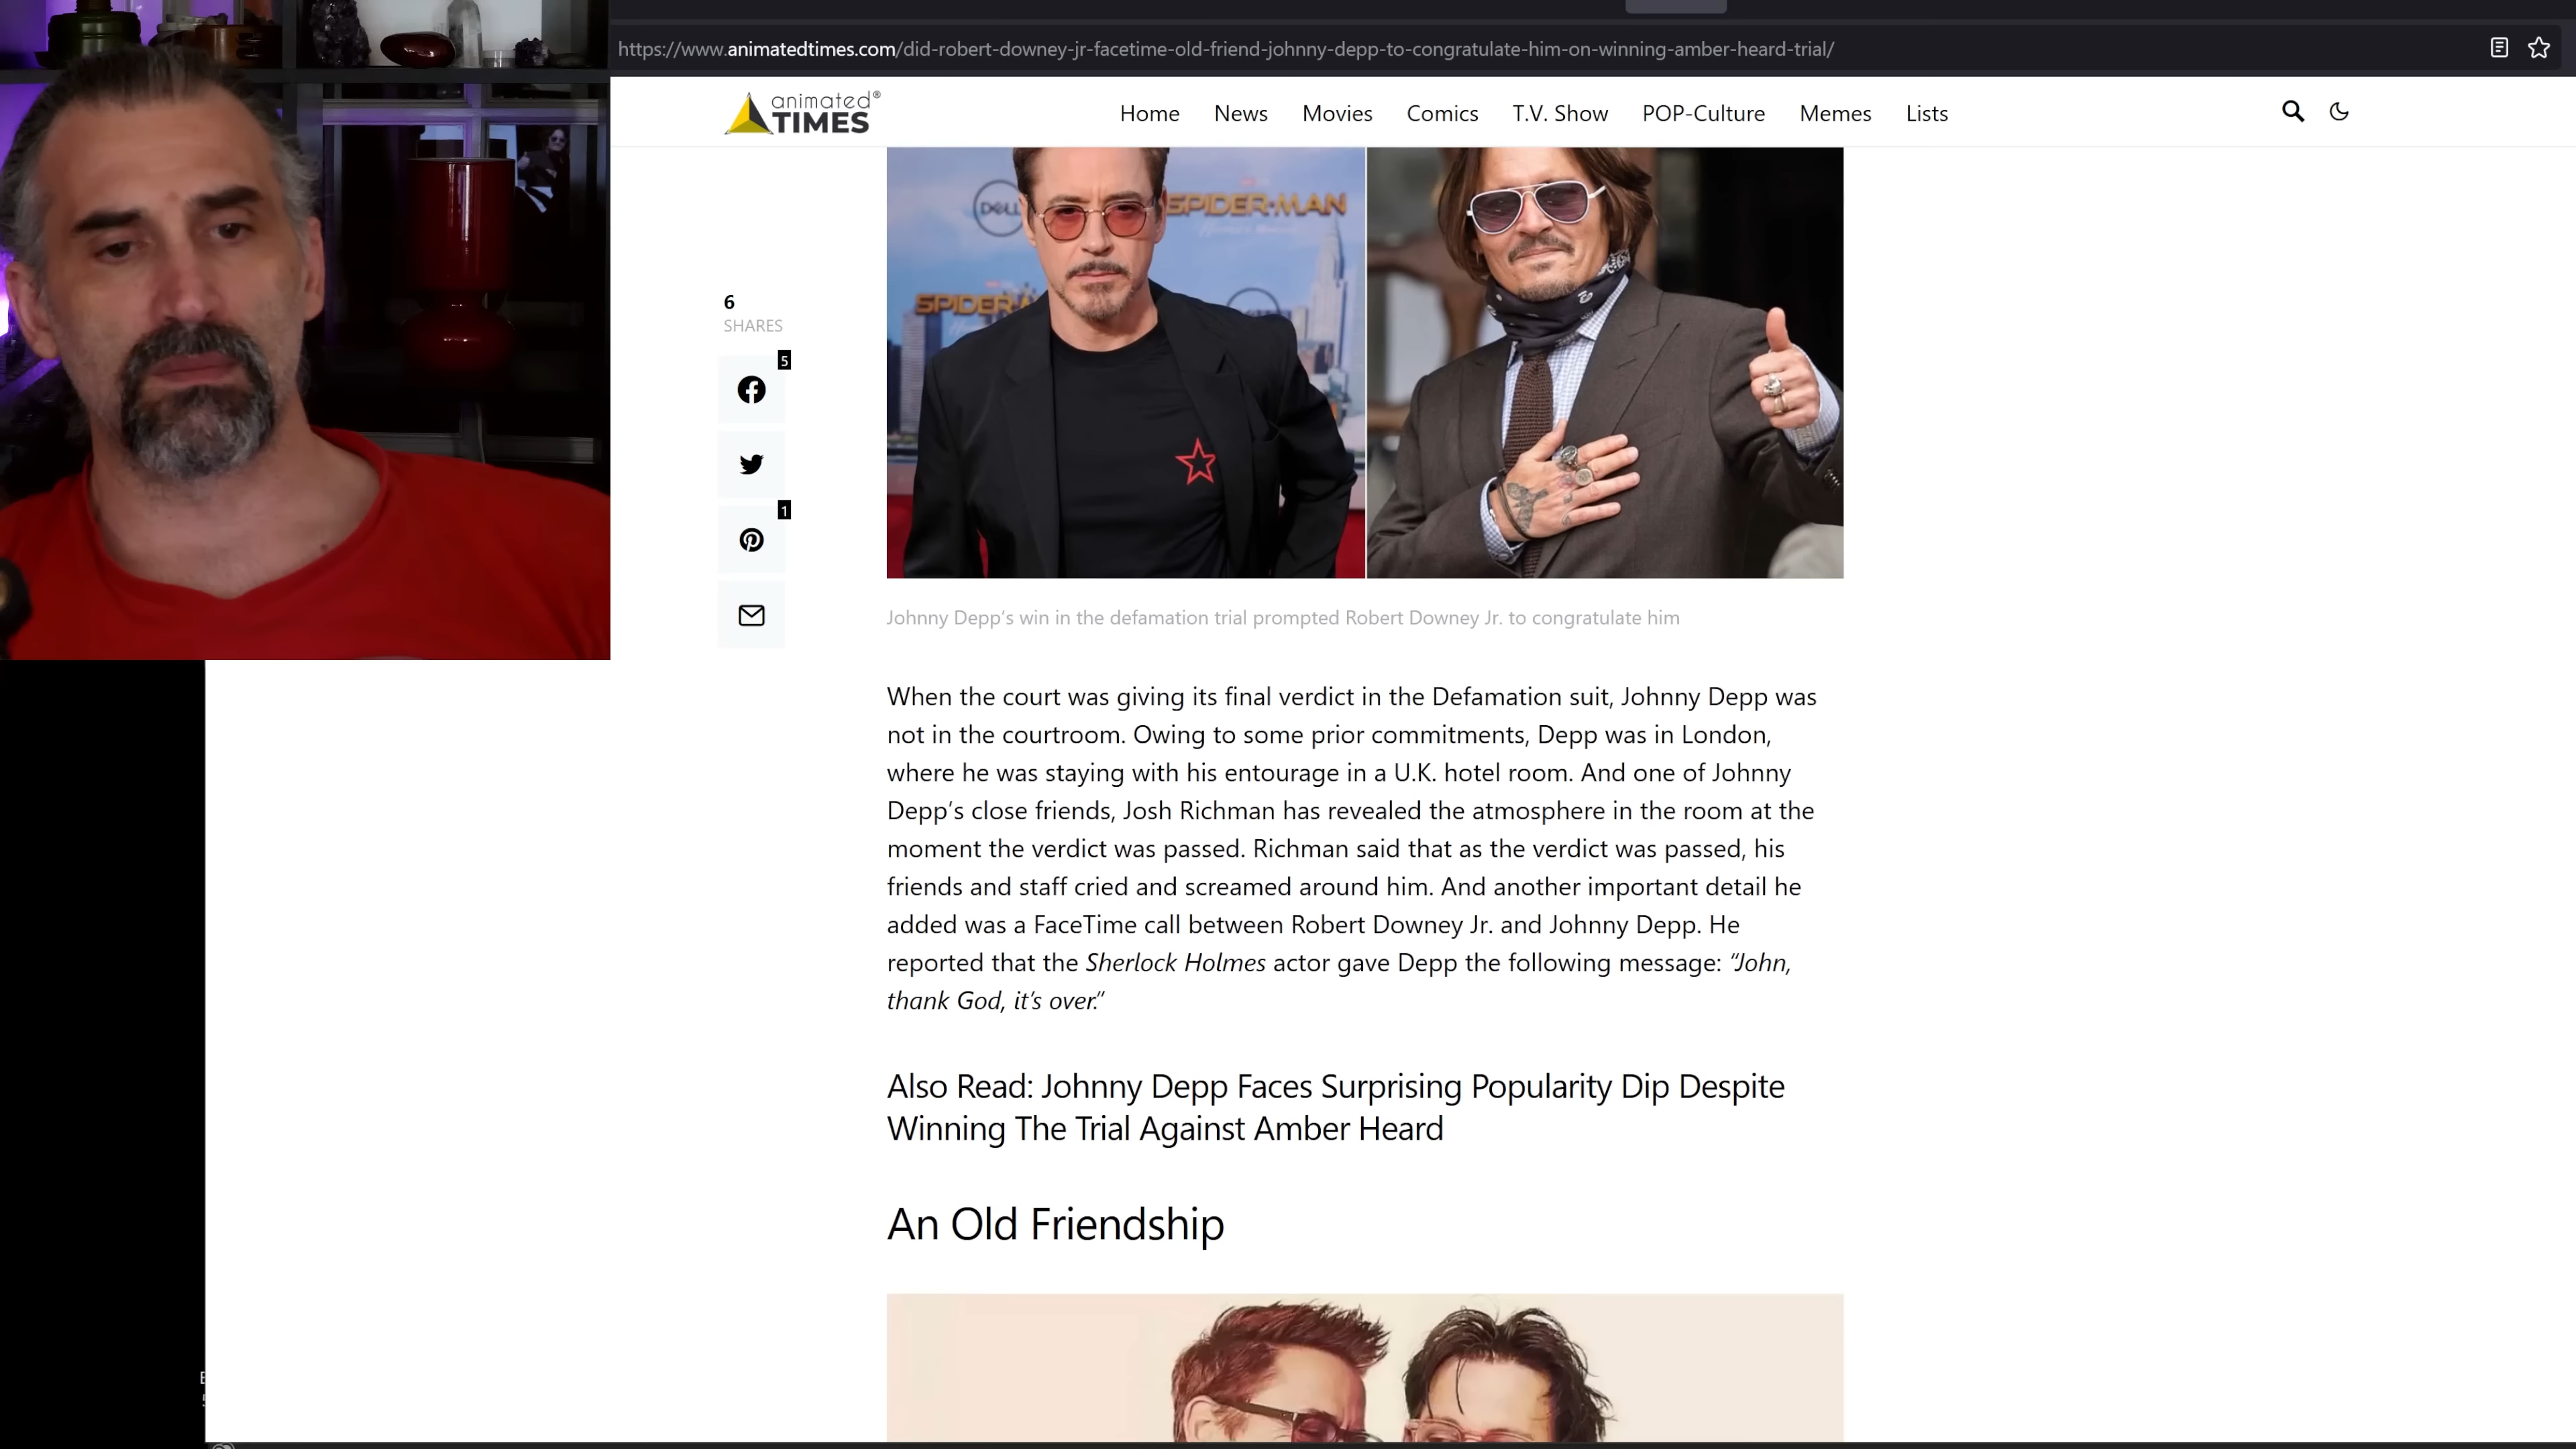 https://www.animatedtimes.com/did-robert-downey-jr-facetime-old-friend-johnny-depp-to-congratulate-him-on-winning-amber-heard-trial/
animated®
TIMES
Home News Movies Comics T.V. Show POP-Culture Memes Lists
DELL
SPIDER-MAN
SPIDER-M
6
SHARES
5
1
Johnny Depp’s win in the defamation trial prompted Robert Downey Jr. to congratulate him
When the court was giving its final verdict in the Defamation suit, Johnny Depp was
not in the courtroom. Owing to some prior commitments, Depp was in London,
where he was staying with his entourage in a U.K. hotel room. And one of Johnny
Depp’s close friends, Josh Richman has revealed the atmosphere in the room at the
moment the verdict was passed. Richman said that as the verdict was passed, his
friends and staff cried and screamed around him. And another important detail he
added was a FaceTime call between Robert Downey Jr. and Johnny Depp. He
reported that the Sherlock Holmes actor gave Depp the following message: “John,
thank God, it’s over.”
Also Read: Johnny Depp Faces Surprising Popularity Dip Despite
Winning The Trial Against Amber Heard
An Old Friendship